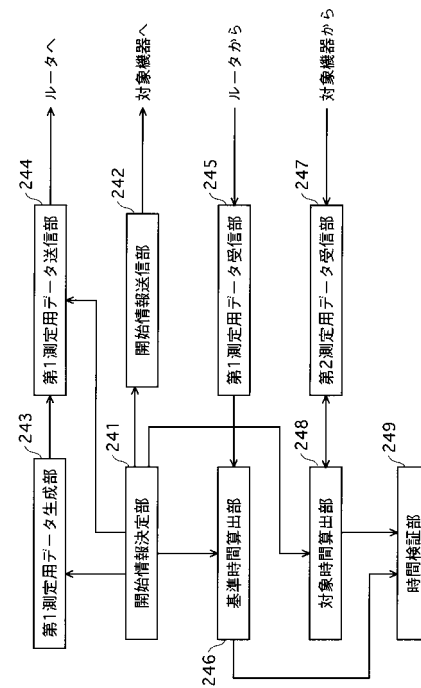 243
第1測定用データ生成部
244
第1測定用データ送信部
ルータへ
241
開始情報決定部
242
開始情報送信部
対象機器へ
246
基準時間算出部
245
第1測定用データ受信部
ルータから
248
対象時間算出部
247
第2測定用データ受信部
対象機器から
249
時間検証部